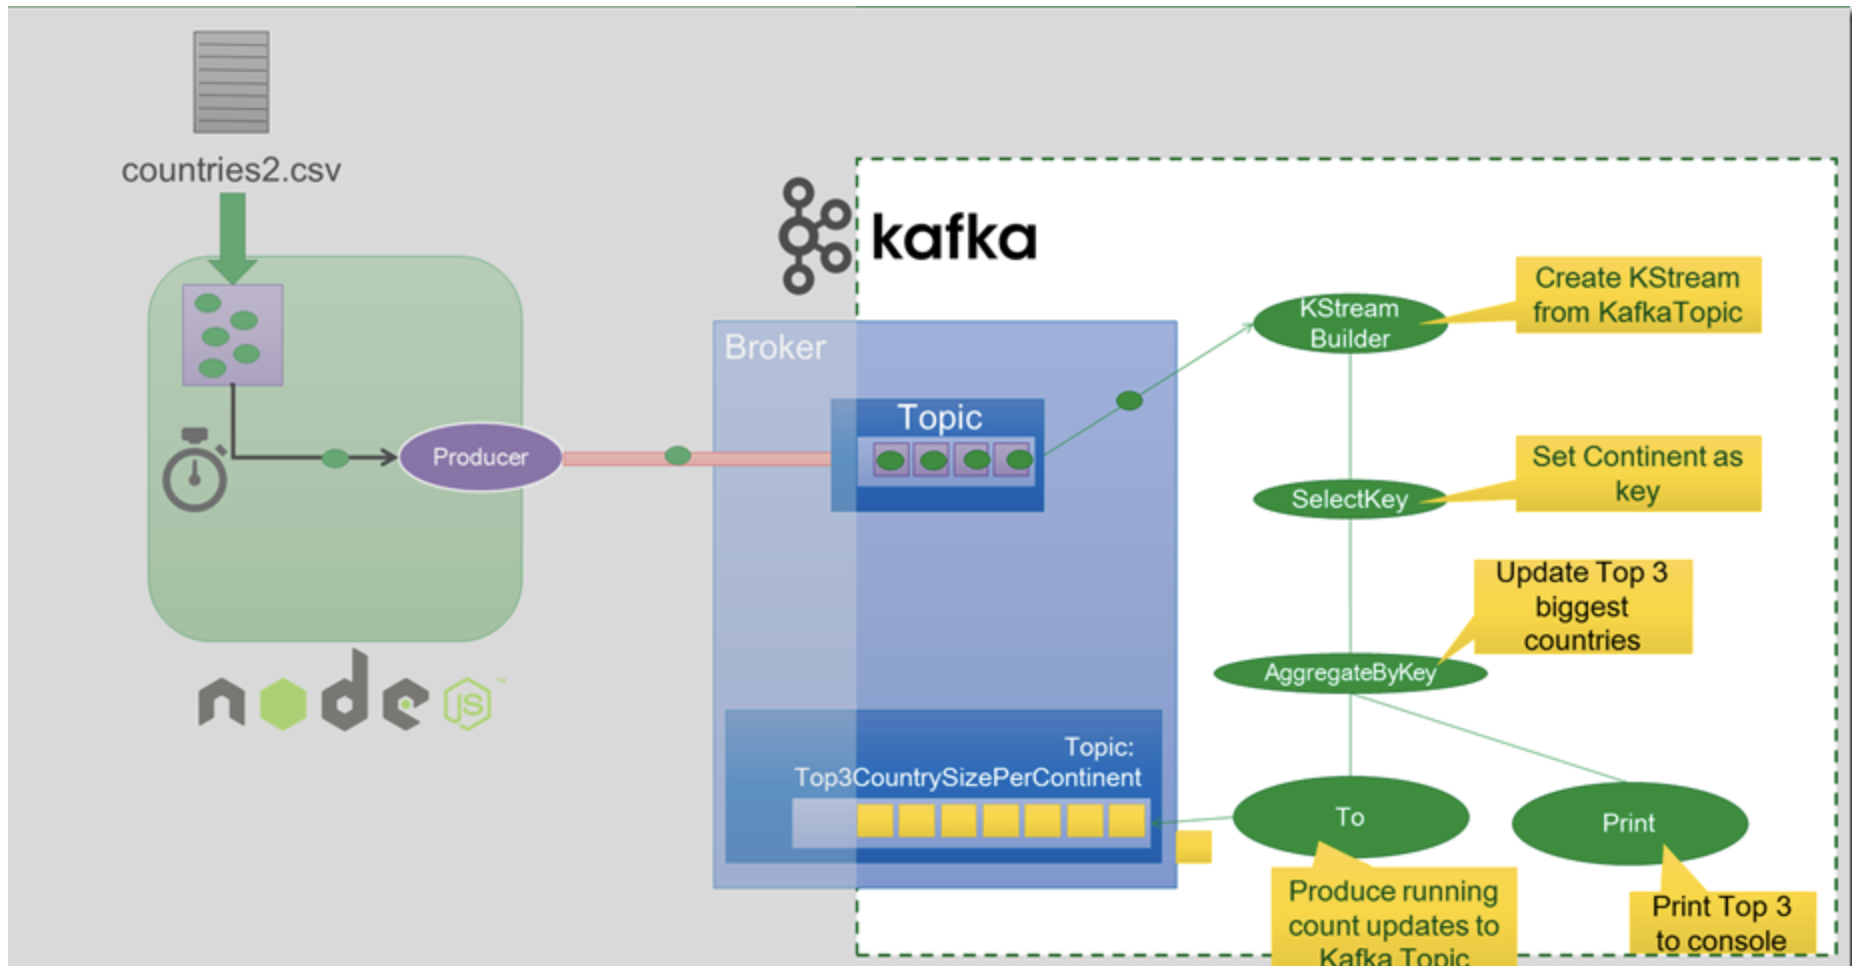 countries2.csv
kafka
Create KStream
from KafkaTopic
KStream
Builder
Broker
Topic
Producer
Set Continent as
key
SelectKey
Update Top 3
biggest
countries
AggregateByKey
node
JS
™
Topic:
Top3CountrySizePerContinent
To
Print
Produce running
count updates to
Kafka Topic
Print Top 3
to console